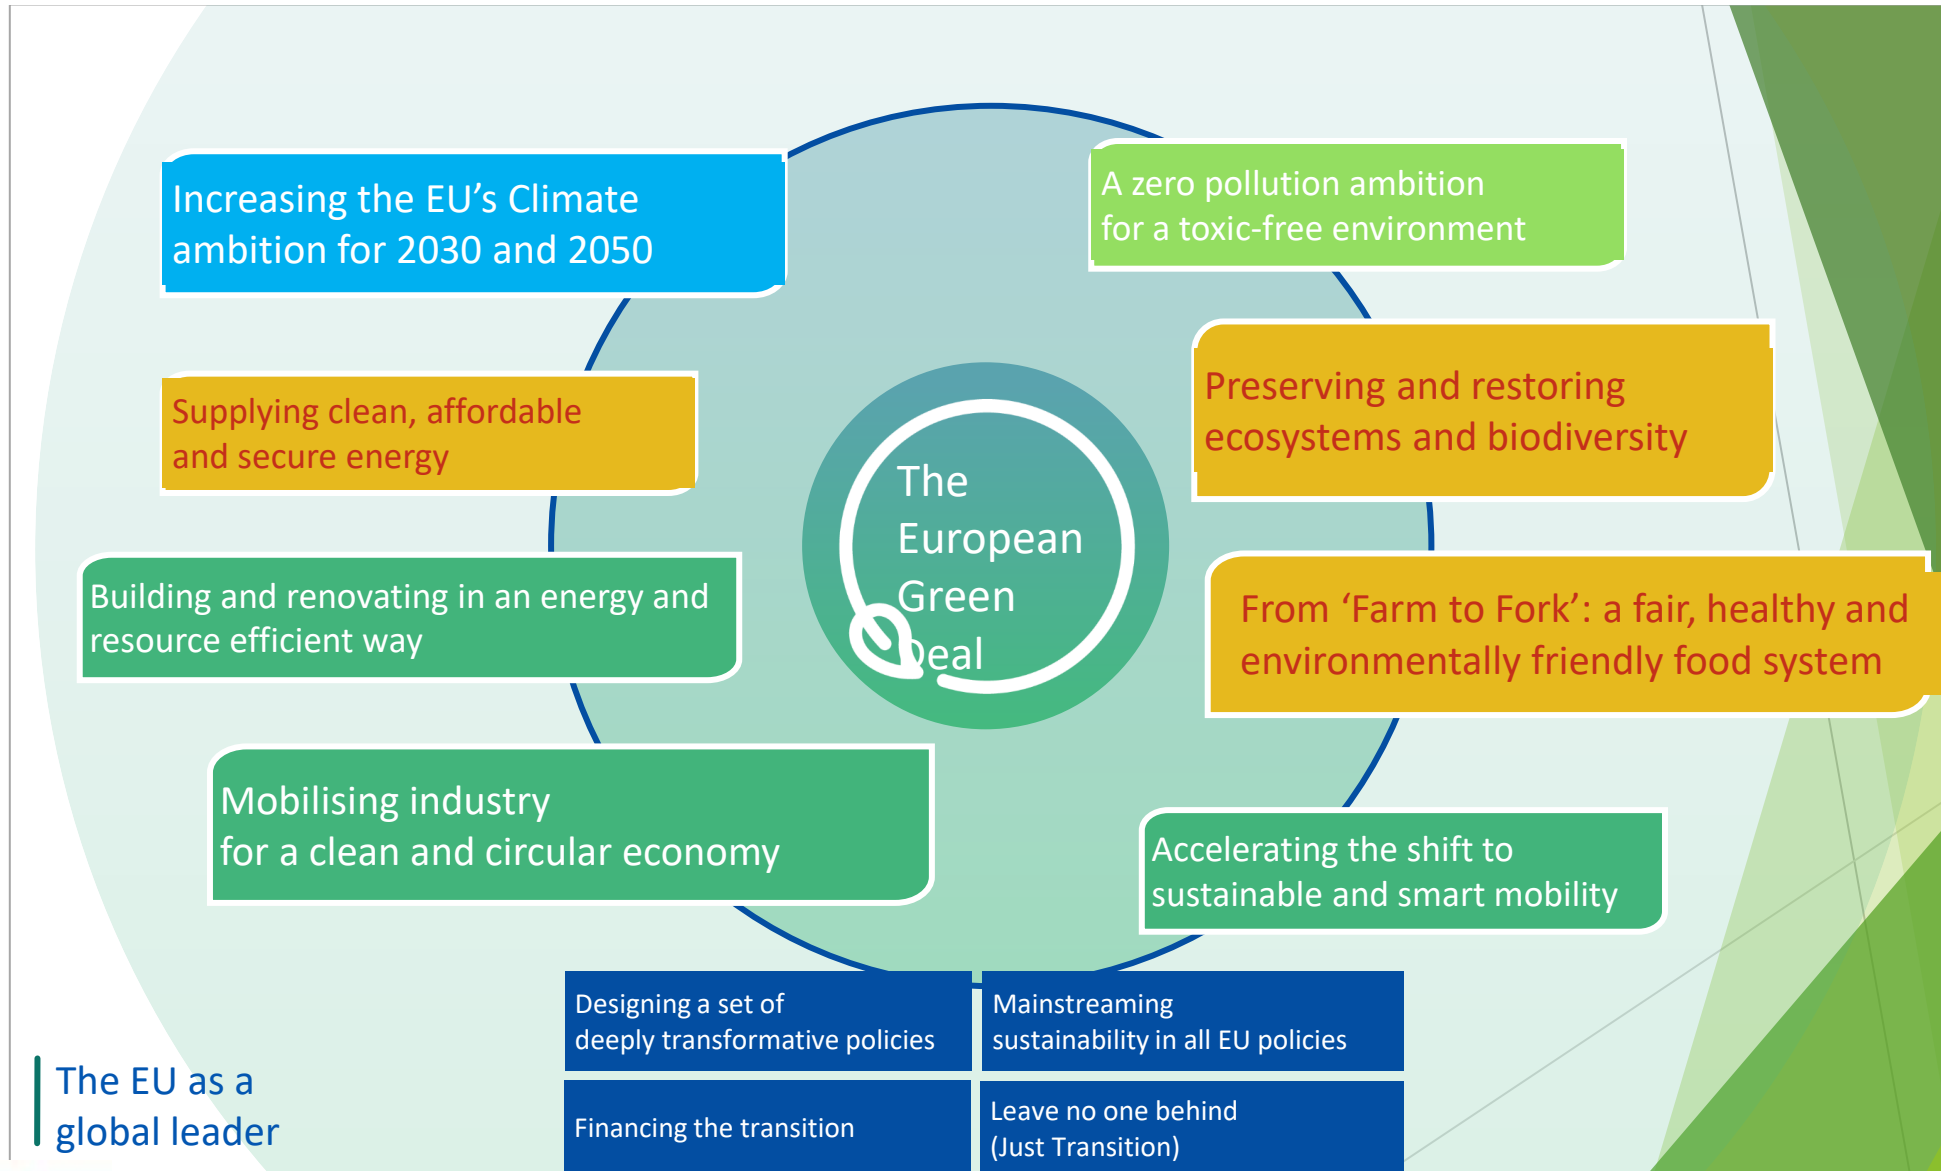 Increasing the EU’s Climate
ambition for 2030 and 2050
A zero pollution ambition
for a toxic-free environment
Supplying clean, affordable
and secure energy
Preserving and restoring
ecosystems and biodiversity
The
European
Green
Deal
Building and renovating in an energy and
resource efficient way
From ‘Farm to Fork’: a fair, healthy and
environmentally friendly food system
Mobilising industry
for a clean and circular economy
Accelerating the shift to
sustainable and smart mobility
Designing a set of
deeply transformative policies
Mainstreaming
sustainability in all EU policies
Financing the transition
Leave no one behind
(Just Transition)
The EU as a
global leader